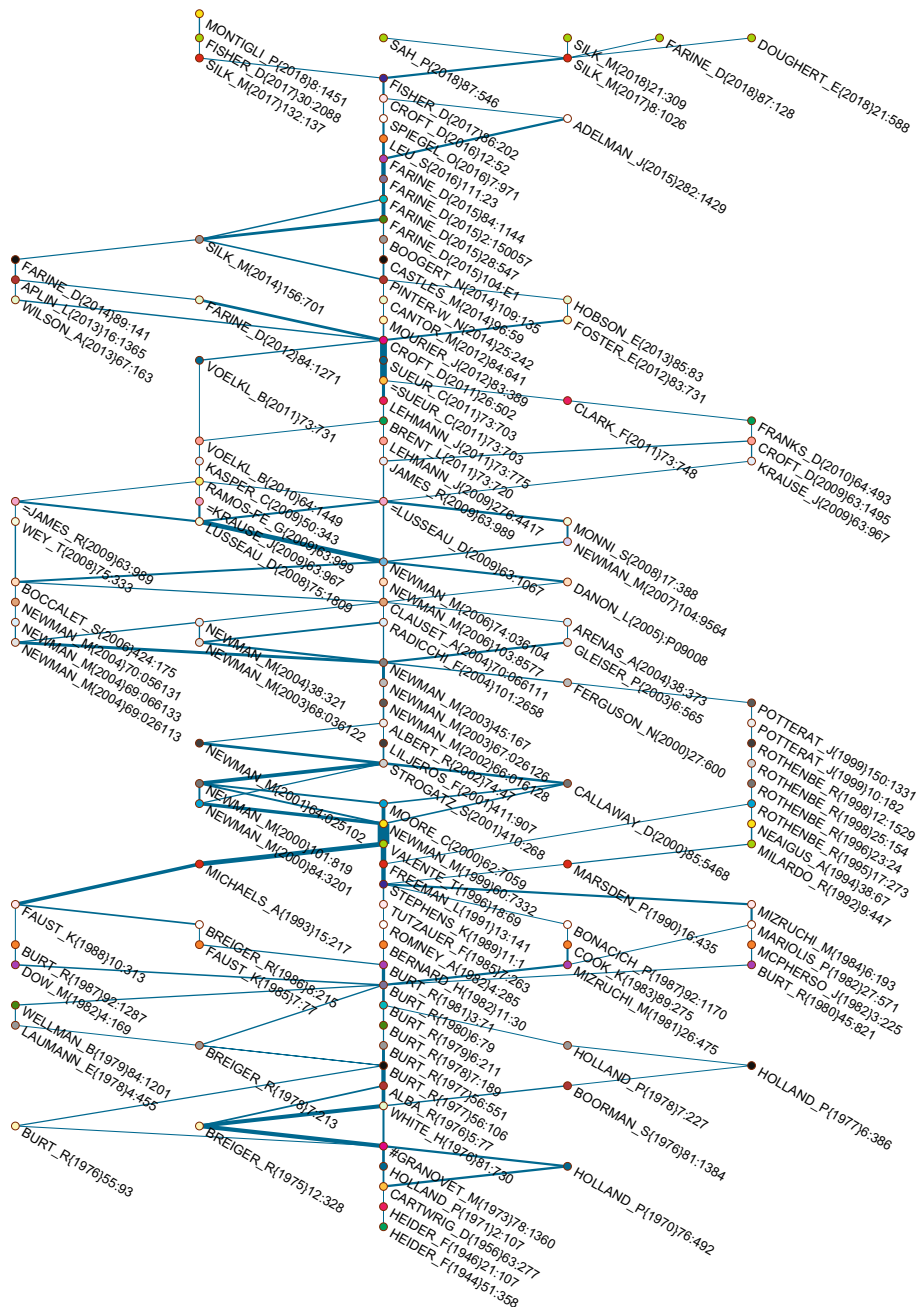 MONTIGLI_P{2018}8:1451
FISHER_D{2017}30:2088
SILK_M{2017}132:137
SAH_P{2018}87:546
SILK_M{2018}21:309
SILK_M{2017}8:1026
FARINE_D{2018}87:128
DOUGHERT_E{2018}21:588
FISHER_D{2017}86:202
CROFT_D{2016}12:52
SPIEGEL_O{2016}7:971
LEU_S{2016}111:23
FARINE_D{2015}84:1144
FARINE_D{2015}2:150057
FARINE_D{2015}28:547
FARINE_D{2015}104:E1
BOOGERT_N{2014}109:135
CASTLES_M{2014}96:59
PINTER-W_N{2014}25:242
CANTOR_M{2012}84:641
MOURIER_J{2012}83:389
CROFT_D{2011}26:502
SUEUR_C{2011}73:703
=SUEUR_C{2011}73:703
LEHMANN_J{2011}73:775
BRENT_L{2011}73:720
LEHMANN_J{2009}276:4417
JAMES_R{2009}63:989
=LUSSEAU_D{2009}63:1067
ADELMAN_J{2015}282:1429
SILK_M{2014}156:701
FARINE_D{2014}89:141
APLIN_L{2013}16:1365
WILSON_A{2013}67:163
FARINE_D{2012}84:1271
HOBSON_E{2013}85:83
FOSTER_E{2012}83:731
VOELKL_B{2011}73:731
CLARK_F{2011}73:748
FRANKS_D{2010}64:493
CROFT_D{2009}63:1495
KRAUSE_J{2009}63:967
VOELKL_B{2010}64:1449
KASPER_C{2009}50:343
RAMOS-FE_G{2009}63:999
=KRAUSE_J{2009}63:967
LUSSEAU_D{2008}75:1809
=JAMES_R{2009}63:989
WEY_T{2008}75:333
MONNI_S{2008}17:388
NEWMAN_M{2007}104:9564
NEWMAN_M{2006}74:036104
NEWMAN_M{2006}103:8577
CLAUSET_A{2004}70:066111
RADICCHI_F{2004}101:2658
DANON_L{2005}:P09008
BOCCALET_S{2006}424:175
NEWMAN_M{2004}70:056131
NEWMAN_M{2004}69:066133
NEWMAN_M{2004}69:026113
NEWMAN_M{2004}38:321
NEWMAN_M{2003}68:036122
ARENAS_A{2004}38:373
GLEISER_P{2003}6:565
NEWMAN_M{2003}45:167
NEWMAN_M{2003}67:026126
NEWMAN_M{2002}66:016128
ALBERT_R{2002}74:47
LILJEROS_F{2001}411:907
STROGATZ_S{2001}410:268
FERGUSON_N{2000}27:600
POTTERAT_J{1999}150:1331
POTTERAT_J{1999}10:182
ROTHENBE_R{1998}12:1529
ROTHENBE_R{1998}25:154
ROTHENBE_R{1996}23:24
ROTHENBE_R{1995}17:273
NEAIGUS_A{1994}38:67
MILARDO_R{1992}9:447
NEWMAN_M{2001}64:025102
NEWMAN_M{2000}101:819
NEWMAN_M{2000}84:3201
CALLAWAY_D{2000}85:5468
MOORE_C{2000}62:7059
NEWMAN_M{1999}60:7332
VALENTE_T{1996}18:69
FREEMAN_L{1991}13:141
STEPHENS_K{1989}11:1
TUTZAUER_F{1985}7:263
ROMNEY_A{1982}4:285
BERNARD_H{1982}11:30
BURT_R{1981}3:71
BURT_R{1980}6:79
BURT_R{1979}6:211
BURT_R{1978}7:189
BURT_R{1977}56:551
BURT_R{1977}56:106
ALBA_R{1976}5:77
WHITE_H{1976}81:730
MICHAELS_A{1993}15:217
MARSDEN_P{1990}16:435
FAUST_K{1988}10:313
BURT_R{1987}92:1287
DOW_M{1982}4:169
BREIGER_R{1986}8:215
FAUST_K{1985}7:77
BONACICH_P{1987}92:1170
COOK_K{1983}89:275
MIZRUCHI_M{1981}26:475
MIZRUCHI_M{1984}6:193
MARIOLIS_P{1982}27:571
MCPHERSO_J{1982}3:225
BURT_R{1980}45:821
WELLMAN_B{1979}84:1201
LAUMANN_E{1978}4:455
BREIGER_R{1978}7:213
HOLLAND_P{1978}7:227
HOLLAND_P{1977}6:386
BOORMAN_S{1976}81:1384
BURT_R{1976}55:93
BREIGER_R{1975}12:328
#GRANOVET_M{1973}78:1360
HOLLAND_P{1971}2:107
CARTWRIG_D{1956}63:277
HEIDER_F{1946}21:107
HEIDER_F{1944}51:358
HOLLAND_P{1970}76:492